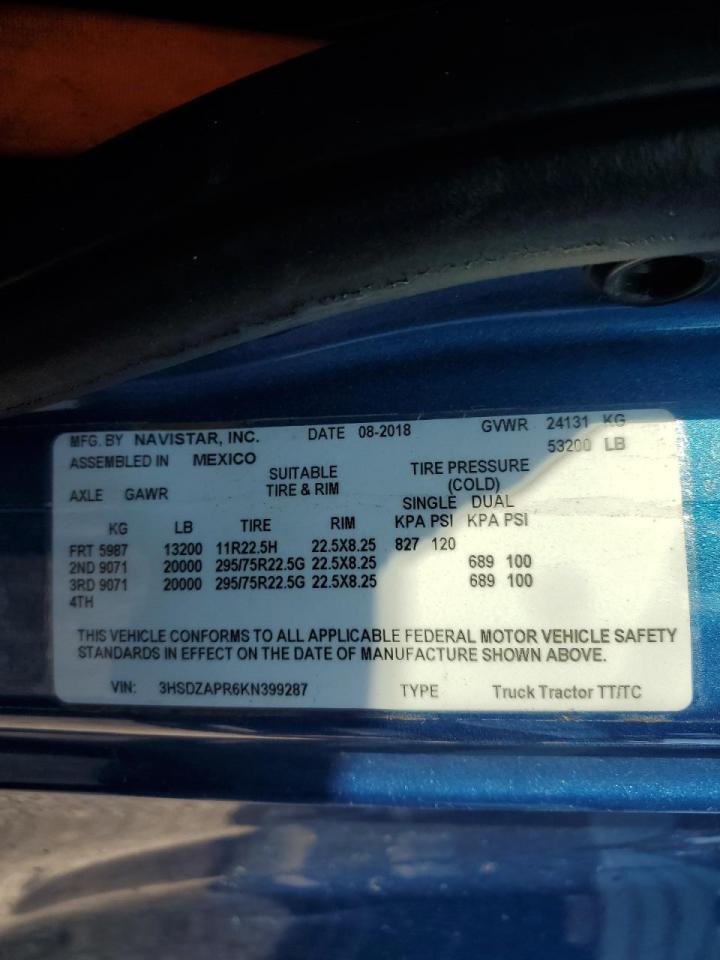 MFG. BY NAVISTAR, INC. DATE 08-2018 GVWR 24131 KG
53200 LB
ASSEMBLED IN MEXICO
SUITABLE TIRE PRESSURE
AXLE GAWR TIRE & RIM (COLD)
SINGLE DUAL
KG LB TIRE RIM KPA PSI KPA PSI
FRT 5987 13200 11R22.5H 22.5X8.25 827 120
2ND 9071 20000 295/75R22.5G 22.5X8.25 689 100
3RD 9071 20000 295/75R22.5G 22.5X8.25 689 100
4TH
THIS VEHICLE CONFORMS TO ALL APPLICABLE FEDERAL MOTOR VEHICLE SAFETY
STANDARDS IN EFFECT ON THE DATE OF MANUFACTURE SHOWN ABOVE.
VIN: 3HSDZAPR6KN399287 TYPE Truck Tractor TT/TC